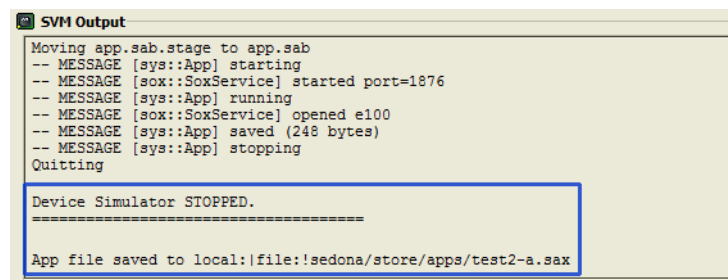 SVM Output
Moving app.sab.stage to app.sab
-- MESSAGE [sys::App] starting
-- MESSAGE [sox::SoxService] started port=1876
-- MESSAGE [sys::App] running
-- MESSAGE [sox::SoxService] opened e100
-- MESSAGE [sys::App] saved (248 bytes)
-- MESSAGE [sys::App] stopping
Quitting
Device Simulator STOPPED.
=====================================
App file saved to local:|file:!sedona/store/apps/test2-a.sax